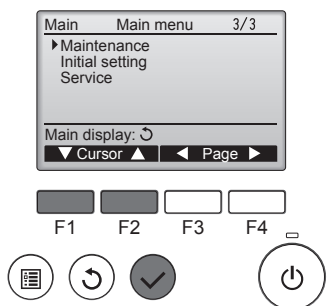 Main Main menu 3/3
Maintenance
Initial setting
Service
Main display:
Cursor Page
F1 F2 F3 F4